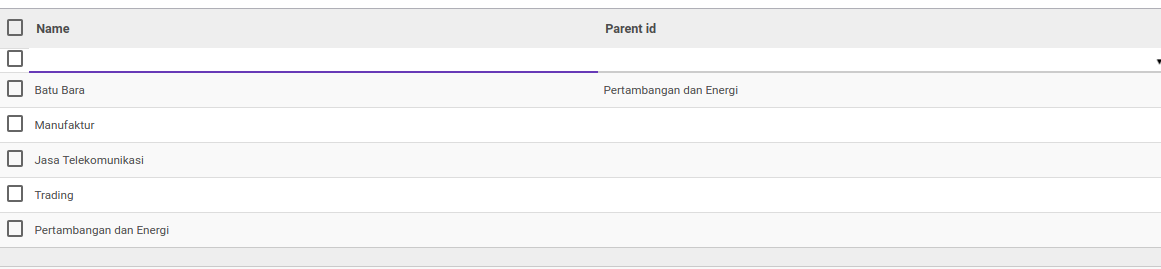 Name Parent id
Batu Bara Pertambangan dan Energi
Manufaktur
Jasa Telekomunikasi
Trading
Pertambangan dan Energi